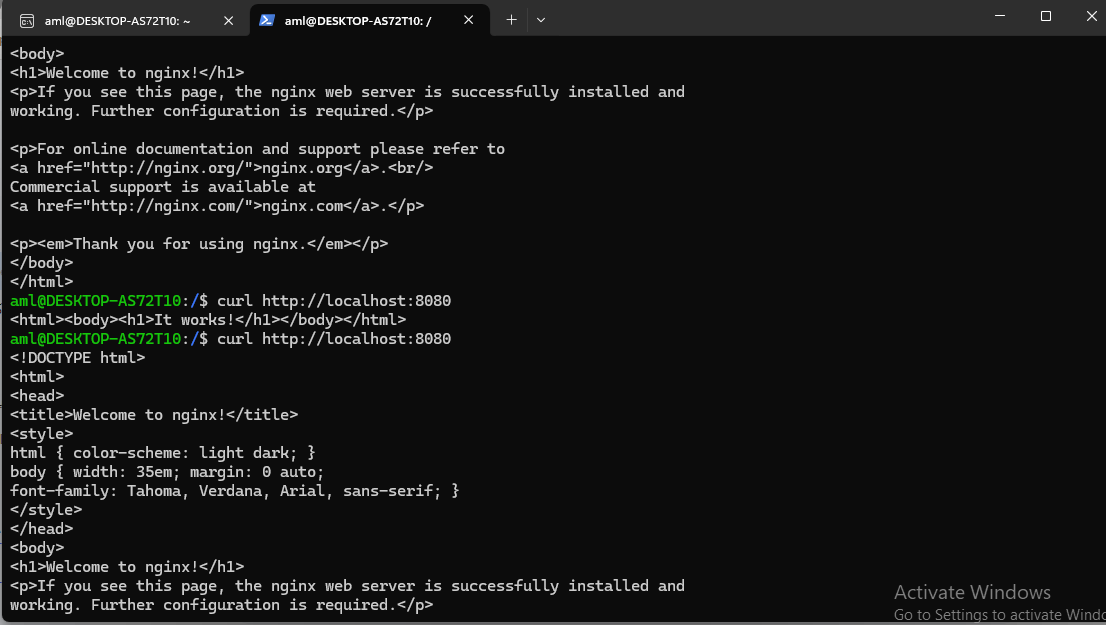 aml@DESKTOP-AS72T10: ~
aml@DESKTOP-AS72T10: /
<body>
<h1>Welcome to nginx!</h1>
<p>If you see this page, the nginx web server is successfully installed and
working. Further configuration is required.</p>
<p>For online documentation and support please refer to
<a href="http://nginx.org/">nginx.org</a>.<br/>
Commercial support is available at
<a href="http://nginx.com/">nginx.com</a>.</p>
<p><em>Thank you for using nginx.</em></p>
</body>
</html>
aml@DESKTOP-AS72T10:/$ curl http://localhost:8080
<html><body><h1>It works!</h1></body></html>
aml@DESKTOP-AS72T10:/$ curl http://localhost:8080
<!DOCTYPE html>
<html>
<head>
<title>Welcome to nginx!</title>
<style>
html { color-scheme: light dark; }
body { width: 35em; margin: 0 auto;
font-family: Tahoma, Verdana, Arial, sans-serif; }
</style>
</head>
<body>
<h1>Welcome to nginx!</h1>
<p>If you see this page, the nginx web server is successfully installed and
working. Further configuration is required.</p>
Activate Windows
Go to Settings to activate Windo